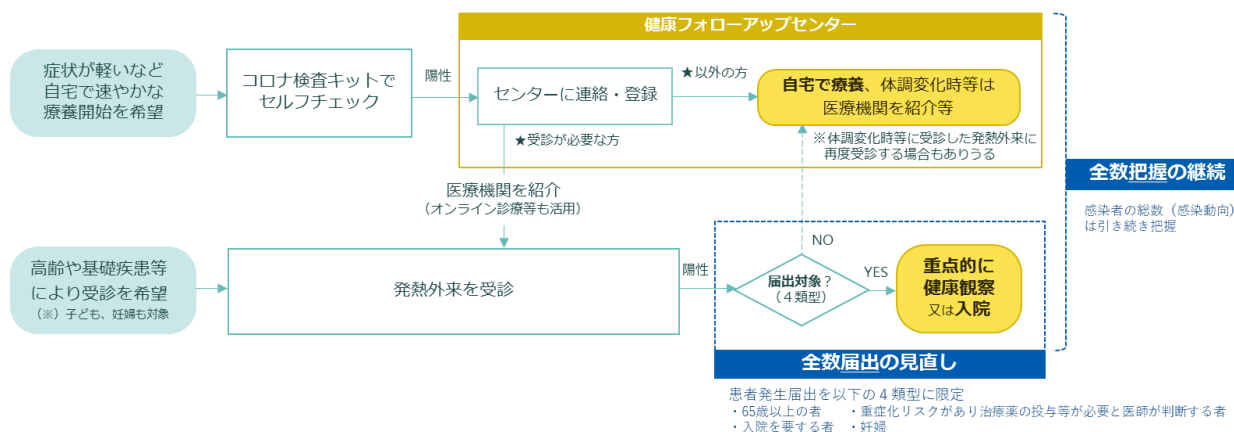 健康フォローアップセンター
症状が軽いなど
自宅で速やかな
療養開始を希望
コロナ検査キットで
セルフチェック
陽性
センターに連絡・登録
★以外の方
自宅で療養、体調変化時等は
医療機関を紹介等
★受診が必要な方
※体調変化時等に受診した発熱外来に
再度受診する場合もありうる
医療機関を紹介
（オンライン診療等も活用）
全数把握の継続
感染者の総数（感染動向）
は引き続き把握
高齢や基礎疾患等
により受診を希望
（※）子ども、妊婦も対象
発熱外来を受診
陽性
NO
届出対象？
（４類型）
YES
重点的に
健康観察
又は入院
全数届出の見直し
患者発生届出を以下の４類型に限定
・65歳以上の者　・重症化リスクがあり治療薬の投与等が必要と医師が判断する者
・入院を要する者　・妊婦